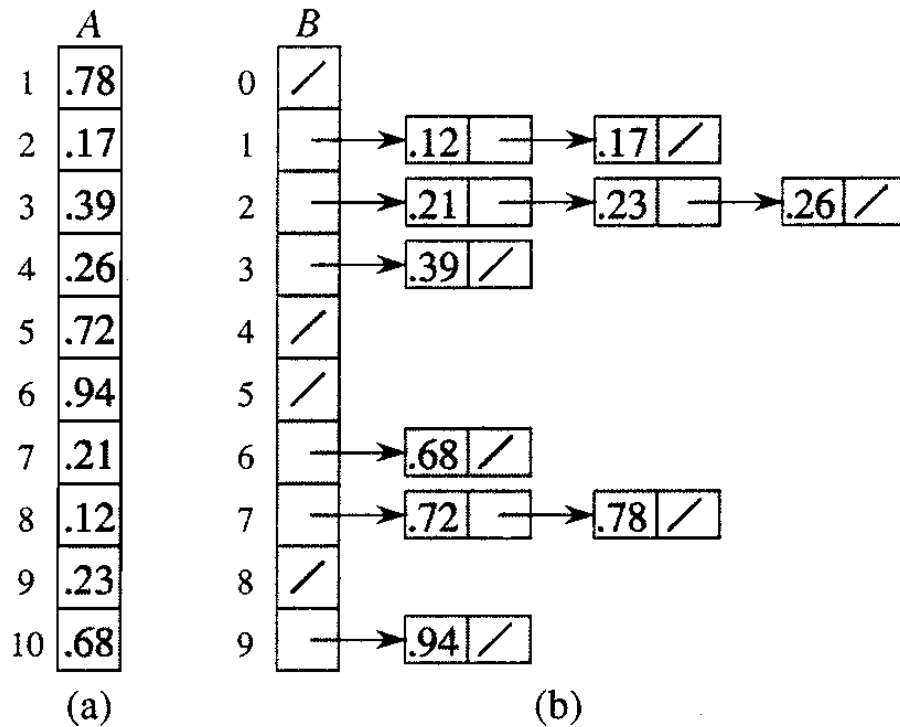 A B
1 .78 0 /
2 .17 1 .12 .17 /
3 .39 2 .21 .23 .26 /
4 .26 3 .39 /
5 .72 4 /
6 .94 5 /
7 .21 6 .68 /
8 .12 7 .72 .78 /
9 .23 8 /
10 .68 9 .94 /
(a) (b)